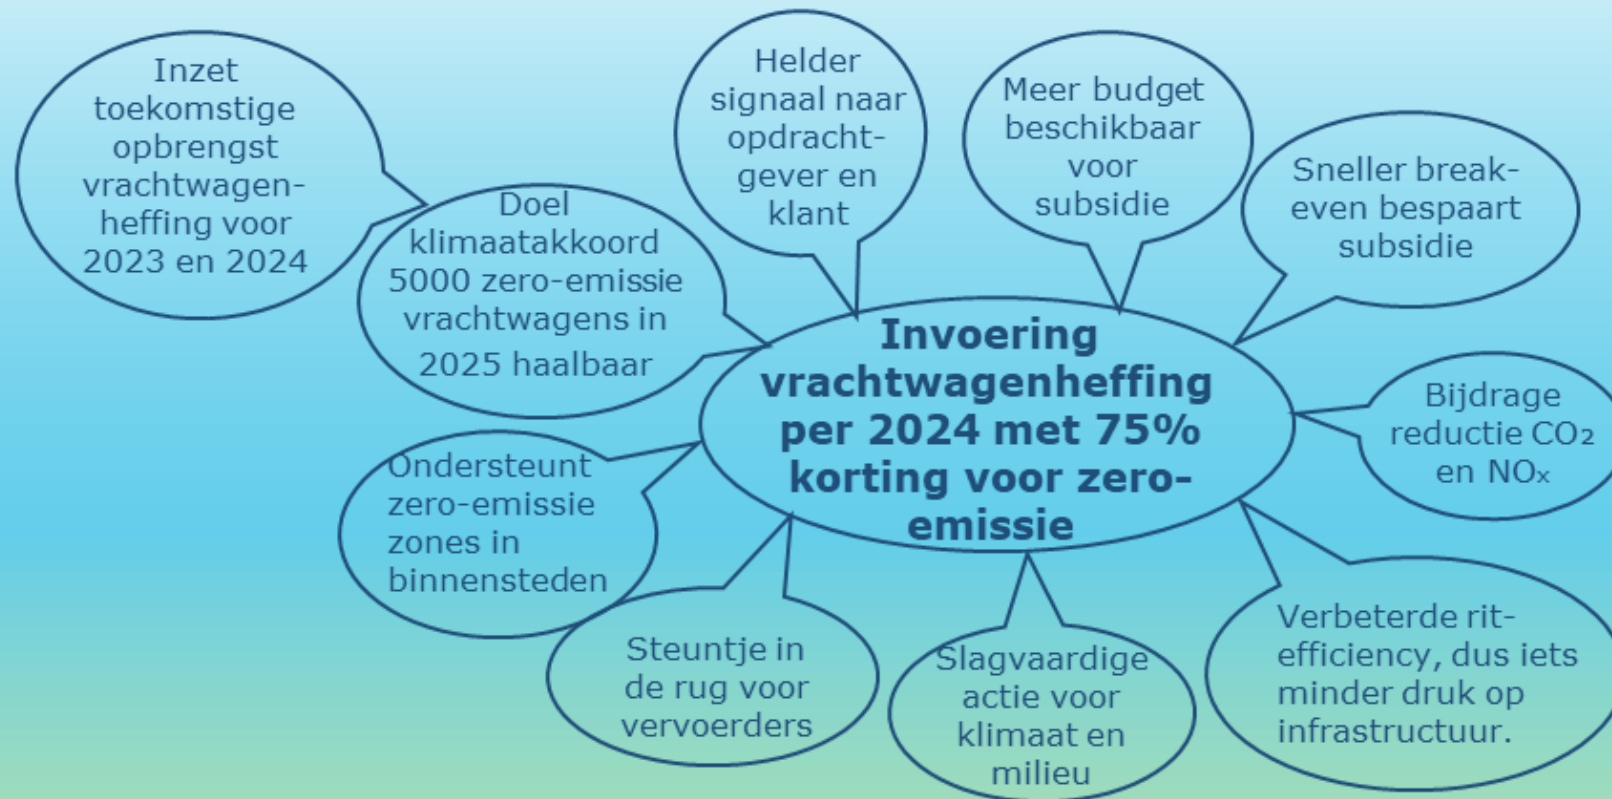 Inzet
toekomstige
opbrengst
vrachtwagen-
heffing voor
2023 en 2024
Doel
klimaatakkoord
5000 zero-emissie
vrachtwagens in
2025 haalbaar
Helder
signaal naar
opdracht-
gever en
klant
Meer budget
beschikbaar
voor
subsidie
Sneller break-
even bespaart
subsidie
Invoering
vrachtwagenheffing
per 2024 met 75%
korting voor zero-
emissie
Bijdrage
reductie CO₂
en NOₓ
Ondersteunt
zero-emissie
zones in
binnensteden
Steuntje in
de rug voor
vervoerders
Slagvaardige
actie voor
klimaat en
milieu
Verbeterde rit-
efficiency, dus iets
minder druk op
infrastructuur.